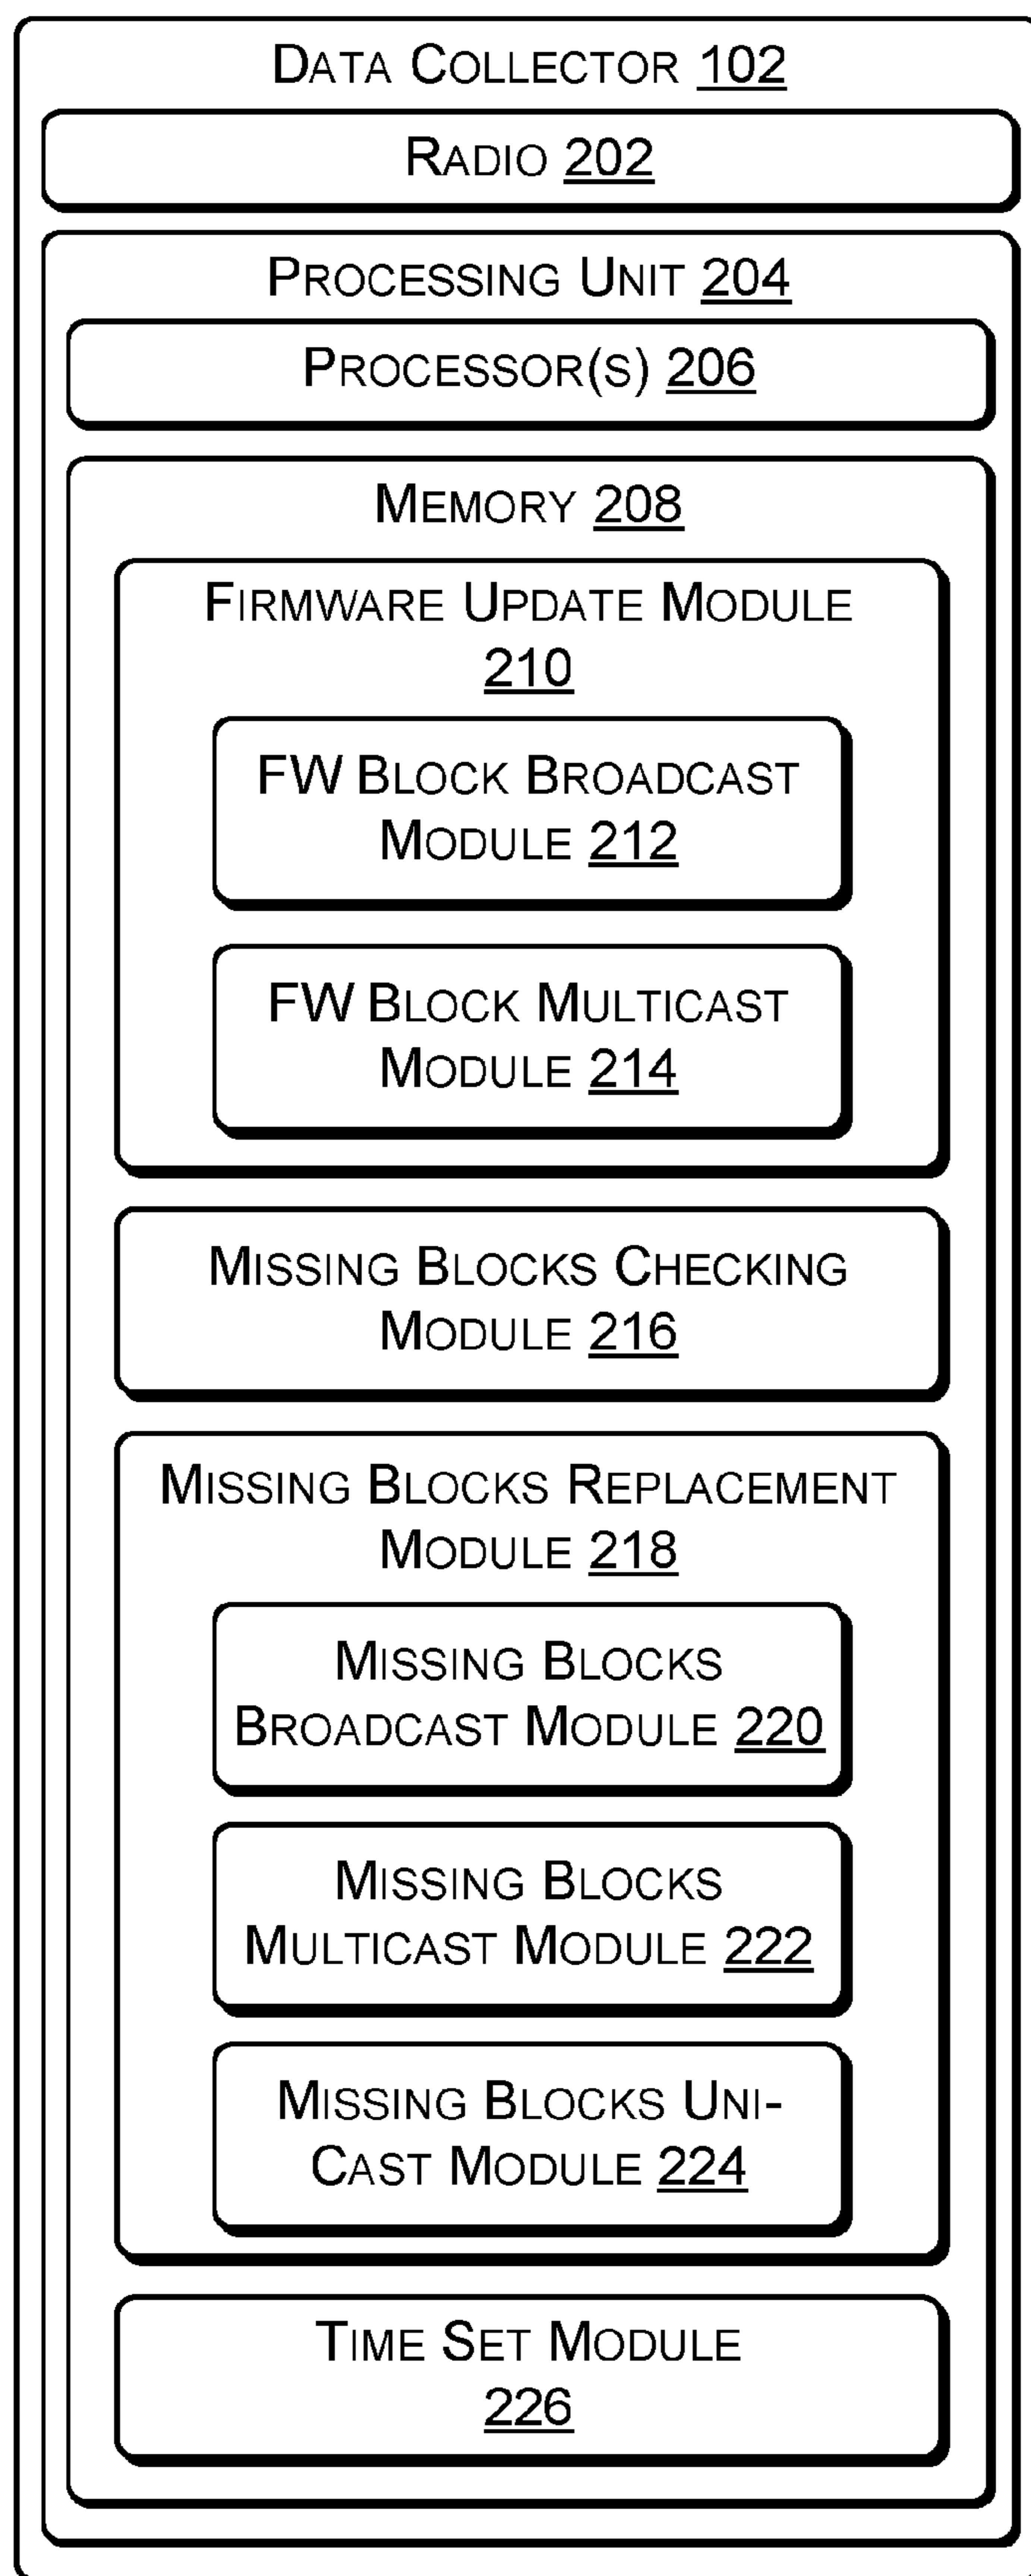 DATA COLLECTOR 102
RADIO 202
PROCESSING UNIT 204
PROCESSOR(S) 206
MEMORY 208
FIRMWARE UPDATE MODULE
210
FW BLOCK BROADCAST
MODULE 212
FW BLOCK MULTICAST
MODULE 214
MISSING BLOCKS CHECKING
MODULE 216
MISSING BLOCKS REPLACEMENT
MODULE 218
MISSING BLOCKS
BROADCAST MODULE 220
MISSING BLOCKS
MULTICAST MODULE 222
MISSING BLOCKS UNI-
CAST MODULE 224
TIME SET MODULE
226